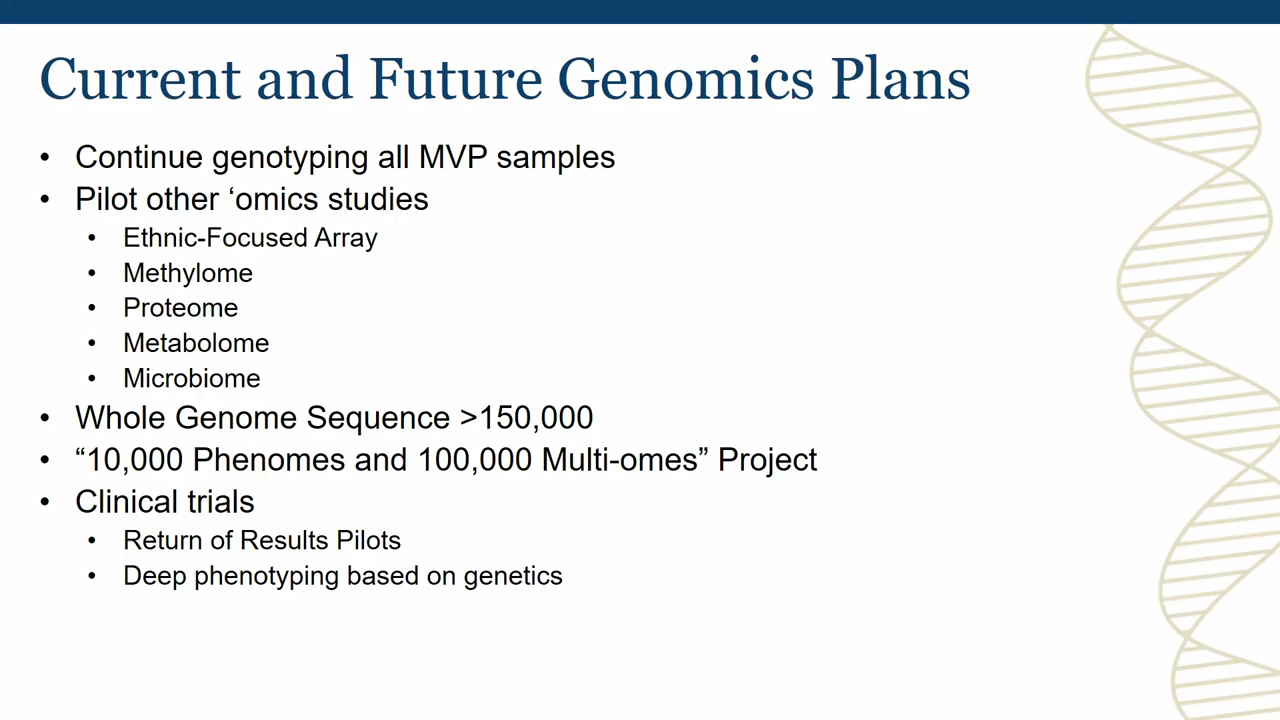 Current and Future Genomics Plans
• Continue genotyping all MVP samples
• Pilot other ‘omics studies
• Ethnic-Focused Array
• Methylome
• Proteome
• Metabolome
• Microbiome
• Whole Genome Sequence >150,000
• “10,000 Phenomes and 100,000 Multi-omes” Project
• Clinical trials
• Return of Results Pilots
• Deep phenotyping based on genetics